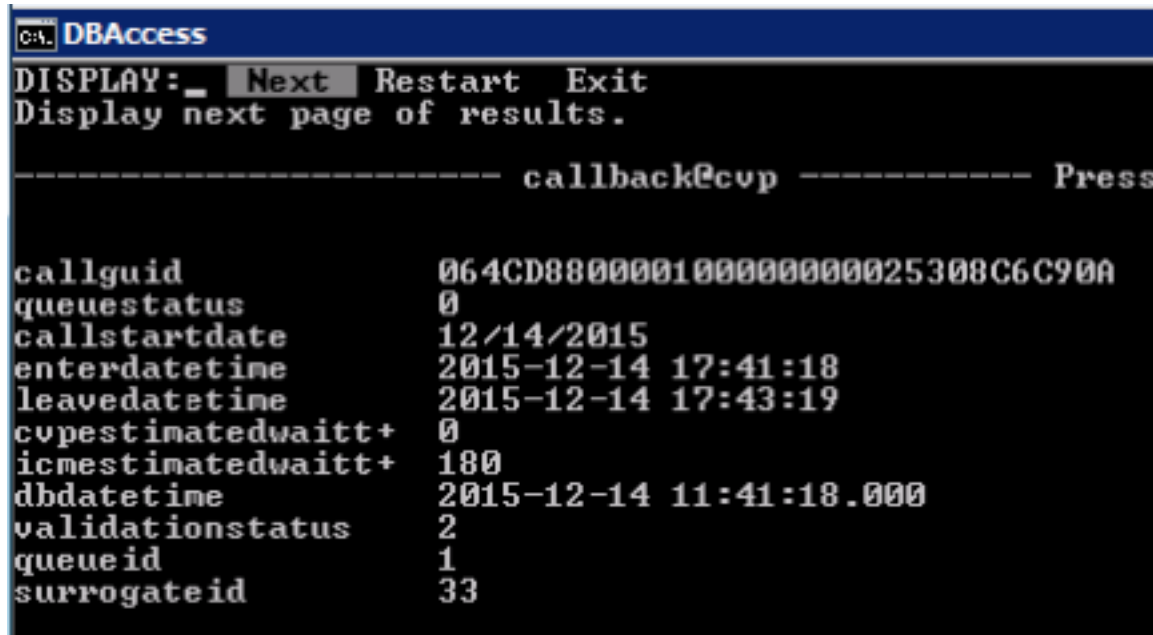 C:\. DBAccess
DISPLAY:_ Next Restart Exit
Display next page of results.
----------------------- callback@cvp ----------- Press
callguid 064CD88000010000000000025308C6C90A
queuestatus 0
callstartdate 12/14/2015
enterdatetime 2015-12-14 17:41:18
leavedatetime 2015-12-14 17:43:19
cvpestimatedwaitt+ 0
icmestimatedwaitt+ 180
dbdatetime 2015-12-14 11:41:18.000
validationstatus 2
queueid 1
surrogateid 33